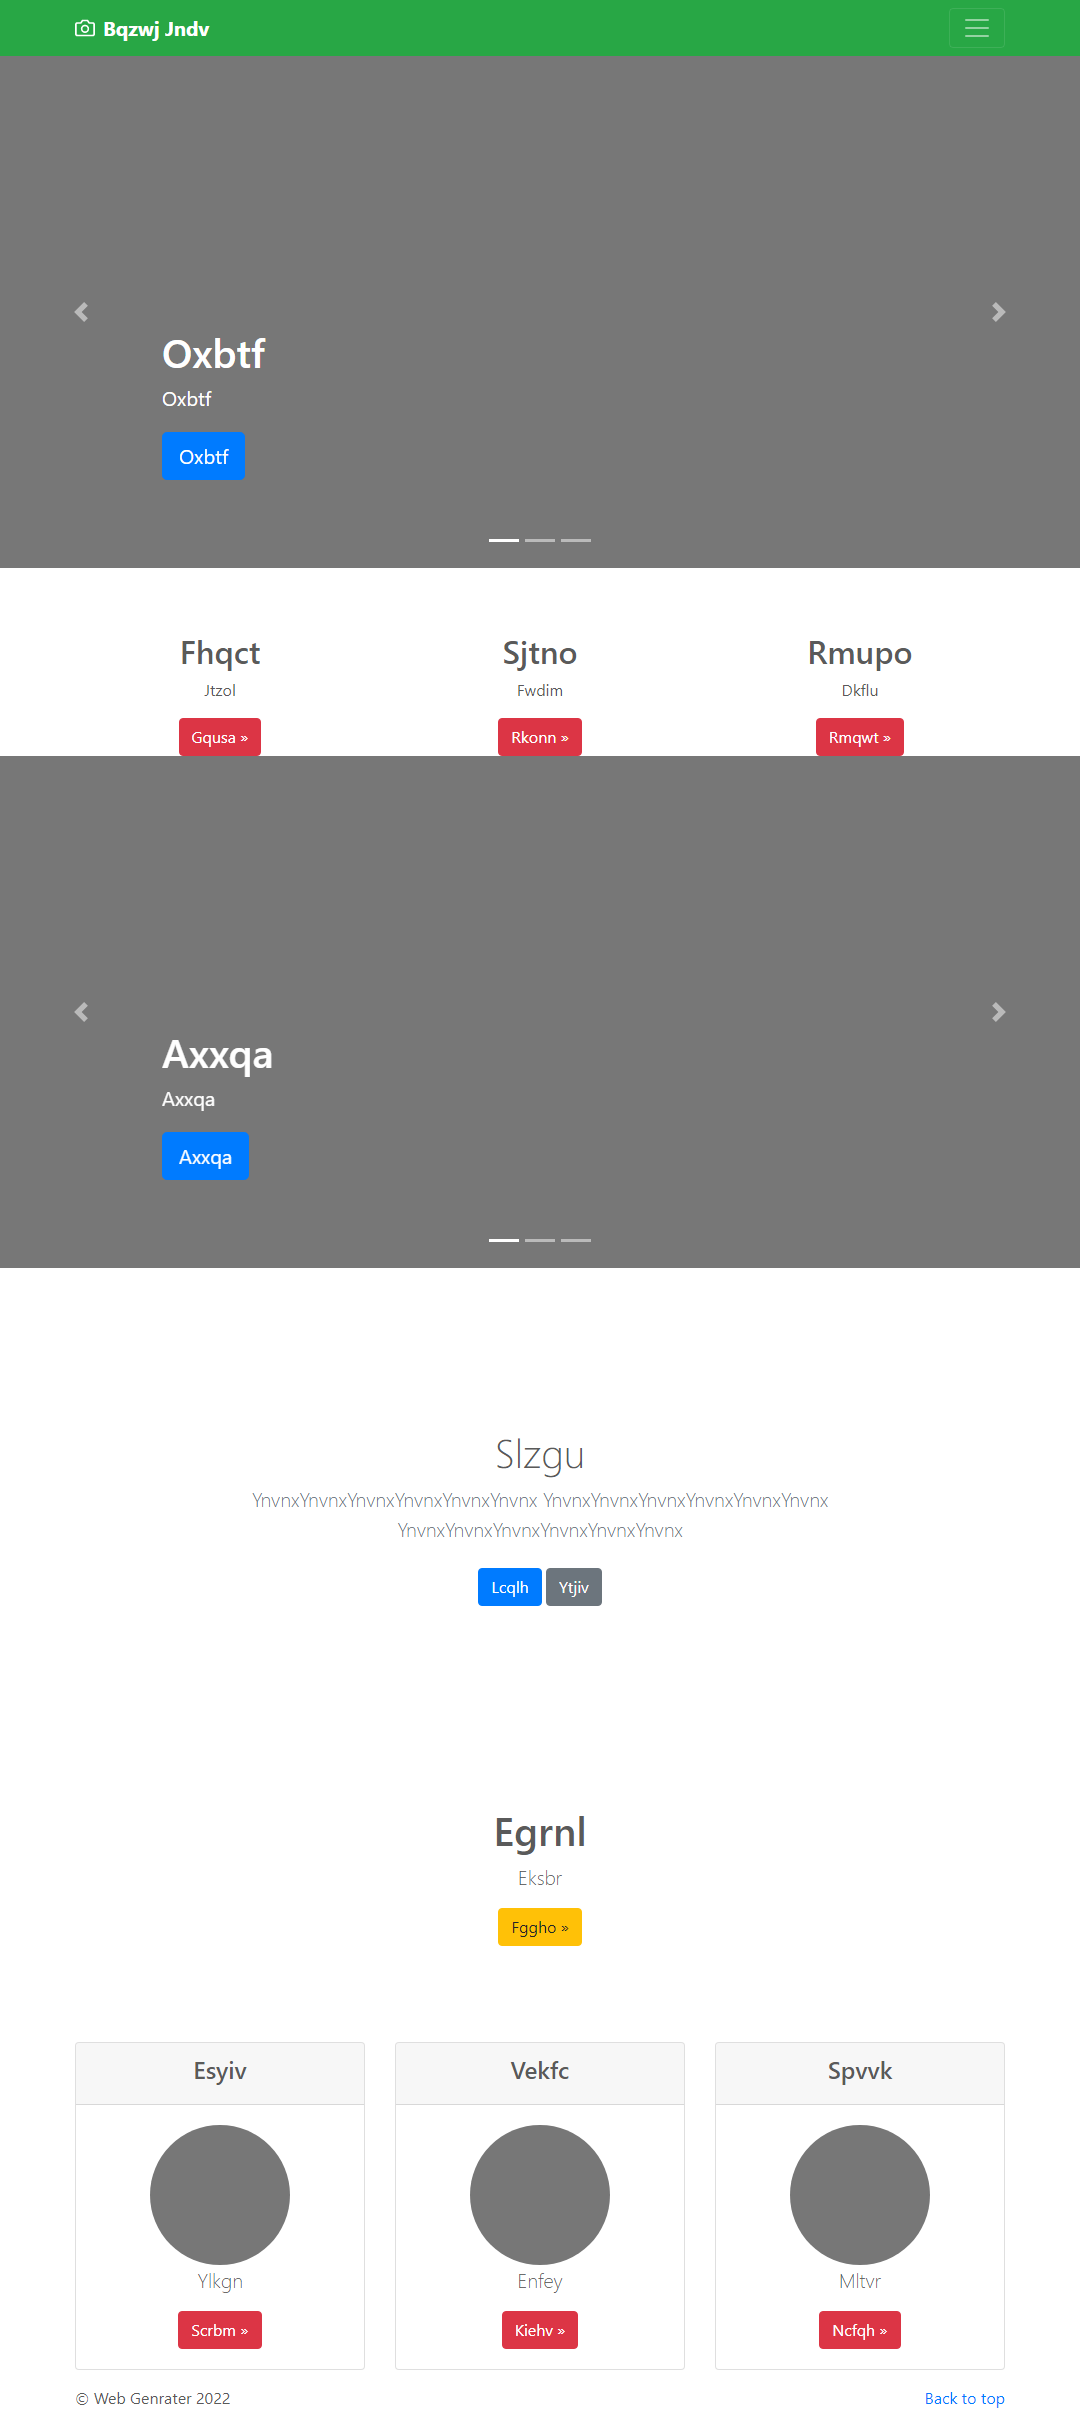 Bqzwj Jndv
Oxbtf
Oxbtf
Oxbtf
Fhqct
Jtzol
Gqusa »
Sjtno
Fwdim
Rkonn »
Rmupo
Dkflu
Rmqwt »
Axxqa
Axxqa
Axxqa
Slzgu
YnvnxYnvnxYnvnxYnvnxYnvnxYnvnx YnvnxYnvnxYnvnxYnvnxYnvnxYnvnx
YnvnxYnvnxYnvnxYnvnxYnvnxYnvnx
Lcqlh Ytjiv
Egrnl
Eksbr
Fggho »
Esyiv
Ylkgn
Scrbm »
Vekfc
Enfey
Kiehv »
Spvvk
Mltvr
Ncfqh »
© Web Genrater 2022
Back to top